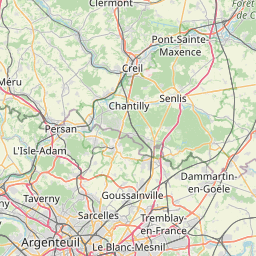 Clermont
Forêt
de C
Pont-Sainte-
Maxence
Creil
Méru
Chantilly
Senlis
Persan
L'Isle-Adam
Dammartin-
en-Goële
Taverny
Goussainville
Sarcelles
Tremblay-
en-France
Argenteuil
Le Blanc-Mesnil